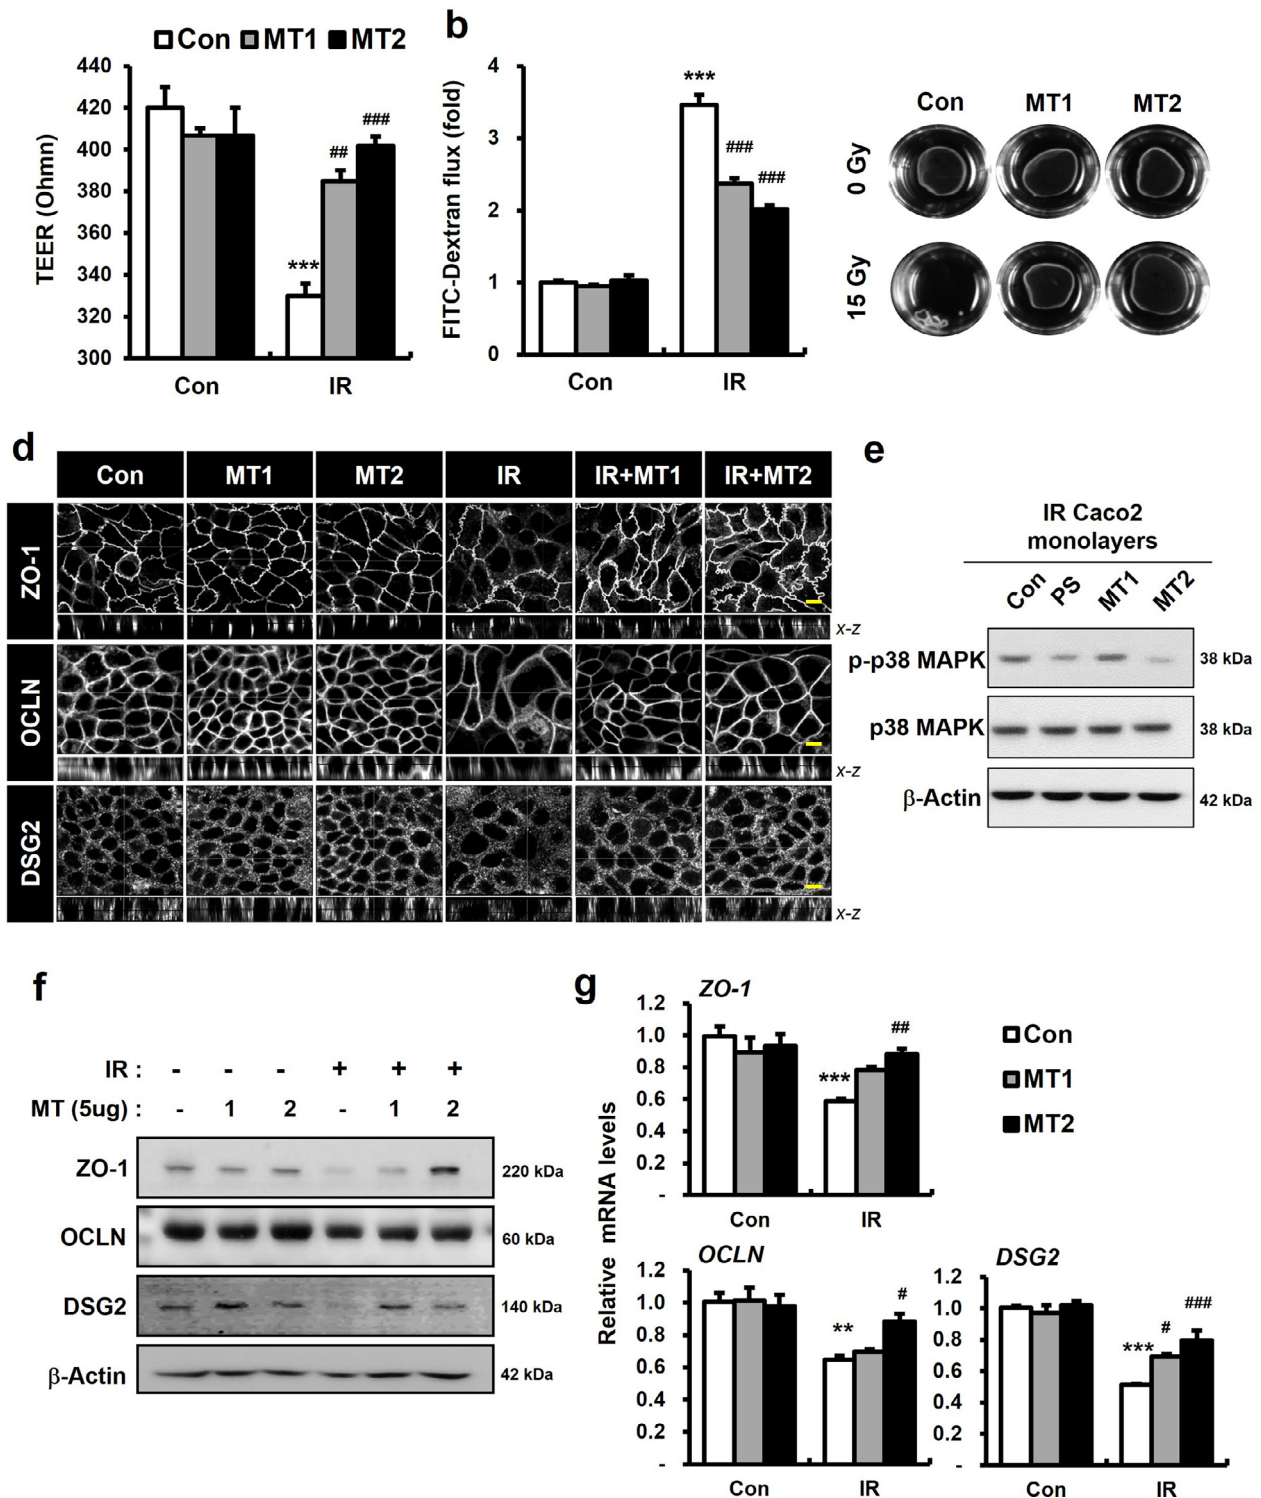 Con MT1 MT2
440
420
400
380
360
340
320
300
TEER (Ohmn)
***
##
###
Con IR
b
4
3
2
1
0
FITC-Dextran flux (fold)
***
###
###
Con IR
Con MT1 MT2
0 Gy
15 Gy
d
Con MT1 MT2 IR IR+MT1 IR+MT2
ZO-1
x-z
OCLN
x-z
DSG2
x-z
e
IR Caco2
monolayers
Con PS MT1 MT2
p-p38 MAPK 38 kDa
p38 MAPK 38 kDa
β-Actin 42 kDa
f
IR : - - - + + +
MT (5ug) : - 1 2 - 1 2
ZO-1 220 kDa
OCLN 60 kDa
DSG2 140 kDa
β-Actin 42 kDa
g
Relative mRNA levels
ZO-1
1.2
1.0
0.8
0.6
0.4
0.2
-
***
##
Con IR
Con
MT1
MT2
OCLN
1.2
1.0
0.8
0.6
0.4
0.2
-
**
#
Con IR
DSG2
1.2
1.0
0.8
0.6
0.4
0.2
-
***
#
###
Con IR